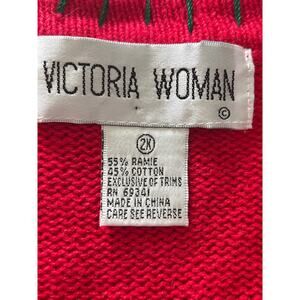 VICTORIA WOMAN
©
2X
55% RAMIE
45% COTTON
EXCLUSIVE OF TRIMS
RN 69341
MADE IN CHINA
CARE SEE REVERSE